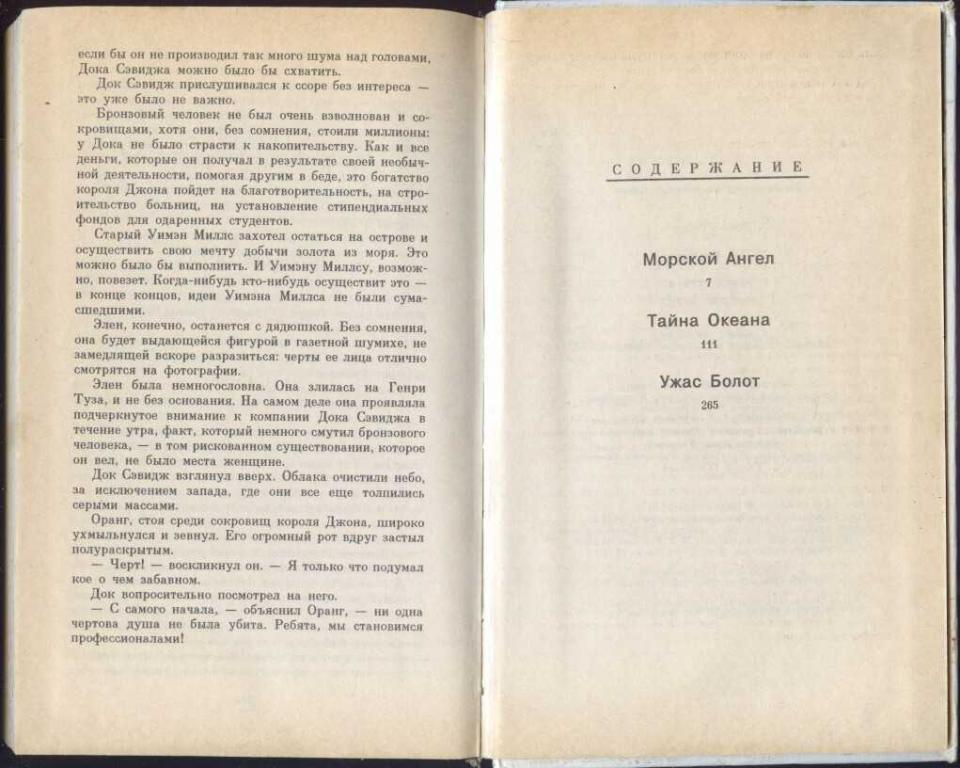 если бы он не производил так много шума над головами,
Дока Сэвиджа можно было бы схватить.
Док Сэвидж прислушивался к ссоре без интереса —
это уже было не важно.
Бронзовый человек не был очень взволнован и со-
кровищами, хотя они, без сомнения, стоили миллионы:
у Дока не было страсти к накопительству. Как и все
деньги, которые он получал в результате своей необыч-
ной деятельности, помогая другим в беде, это богатство
короля Джона пойдет на благотворительность, на стро-
ительство больниц, на установление стипендиальных
фондов для одаренных студентов.
Старый Уимэн Миллс захотел остаться на острове и
осуществить свою мечту добычи золота из моря. Это
можно было бы выполнить. И Уимэну Миллсу, возмож-
но, повезет. Когда-нибудь кто-нибудь осуществит это —
в конце концов, идеи Уимэна Миллса не были сума-
сшедшими.
Элен, конечно, останется с дядюшкой. Без сомнения,
она будет выдающейся фигурой в газетной шумихе, не
замедлящей вскоре разразиться: черты ее лица отлично
смотрятся на фотографии.
Элен была немногословна. Она злилась на Генри
Туза, и не без основания. На самом деле она проявляла
подчеркнутое внимание к компании Дока Сэвиджа в
течение утра, факт, который немного смутил бронзового
человека, — в том рискованном существовании, которое
он вел, не было места женщине.
Док Сэвидж взглянул вверх. Облака очистили небо,
за исключением запада, где они все еще толпились
серыми массами.
Оранг, стоя среди сокровищ короля Джона, широко
ухмыльнулся и зевнул. Его огромный рот вдруг застыл
полураскрытым.
— Черт! — воскликнул он. — Я только что подумал
кое о чем забавном.
Док вопросительно посмотрел на него.
— С самого начала, — объяснил Оранг, — ни одна
чертова душа не была убита. Ребята, мы становимся
профессионалами!
СОДЕРЖАНИЕ
Морской Ангел
7
Тайна Океана
111
Ужас Болот
265